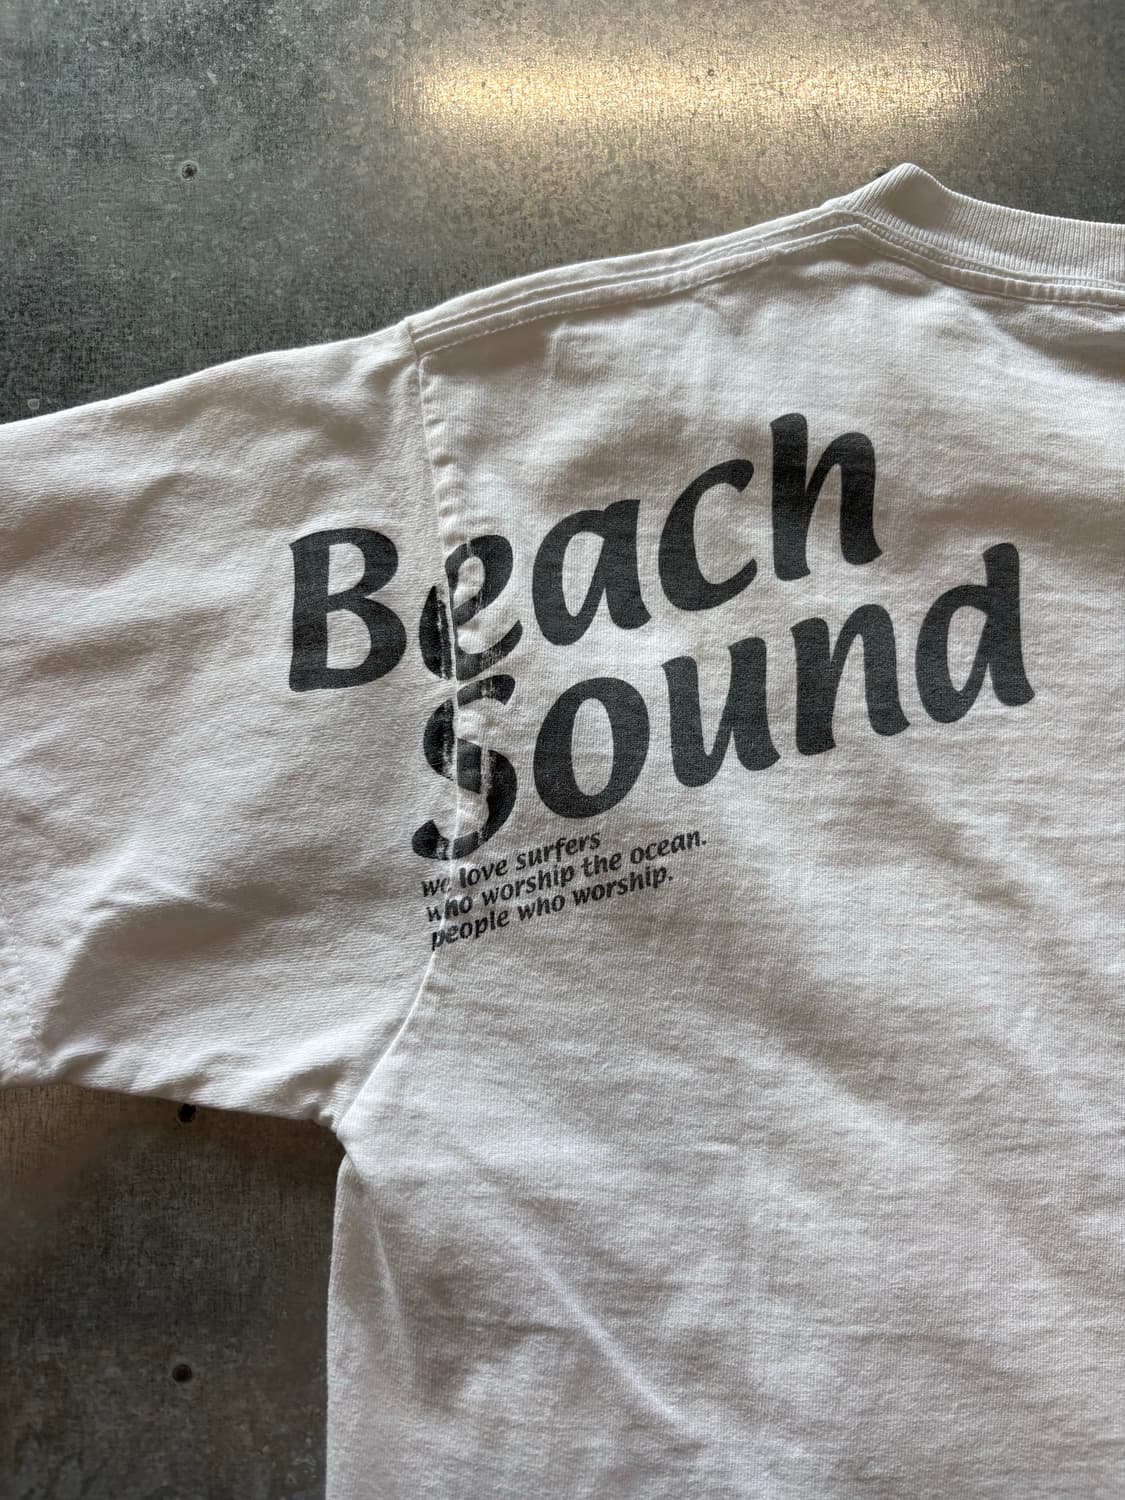 Beach
Sound
we love surfers
who worship the ocean.
people who worship.